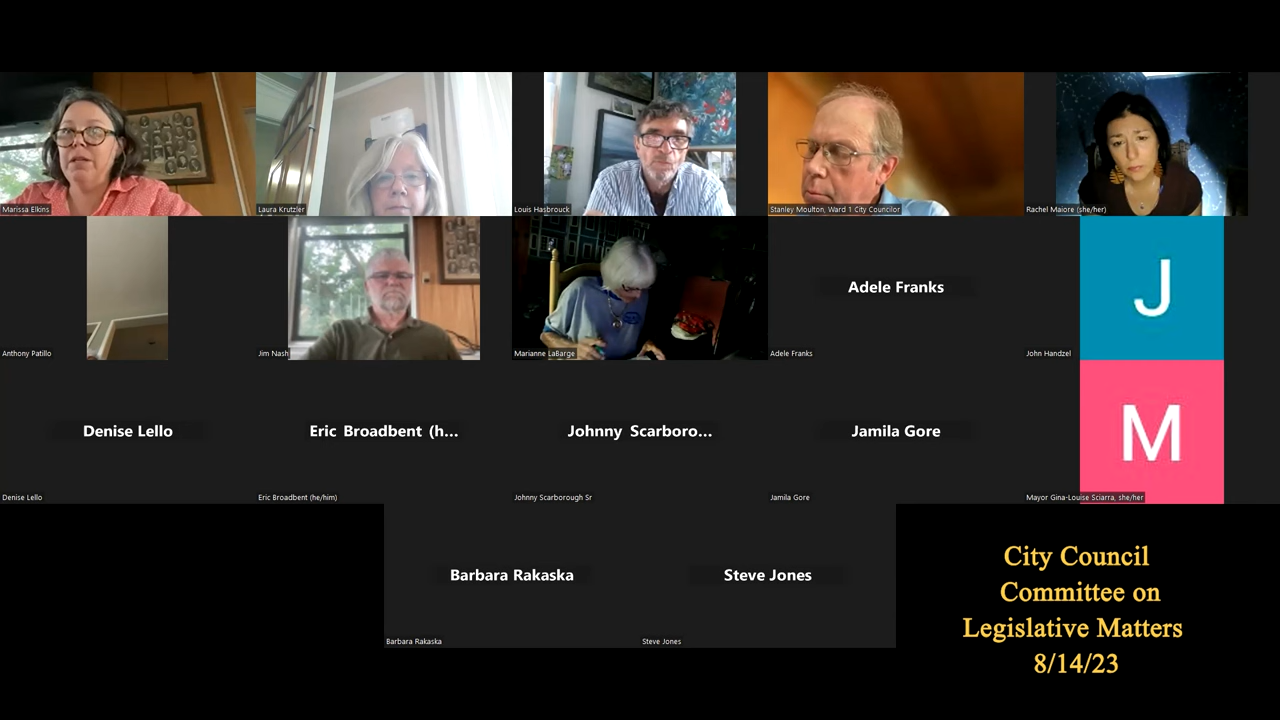 Marissa Elkins
Laura Krutzler
Louis Hasbrouck
Stanley Moulton, Ward 1 City Councilor
Rachel Maiore (she/her)
Anthony Patillo
Jim Nash
Marianne LaBarge
Adele Franks
Adele Franks
J
John Handzel
Denise Lello
Denise Lello
Eric Broadbent (h...
Eric Broadbent (he/him)
Johnny Scarboro...
Johnny Scarborough Sr
Jamila Gore
Jamila Gore
M
Mayor Gina-Louise Sciarra, she/her
Barbara Rakaska
Barbara Rakaska
Steve Jones
Steve Jones
City Council
Committee on
Legislative Matters
8/14/23